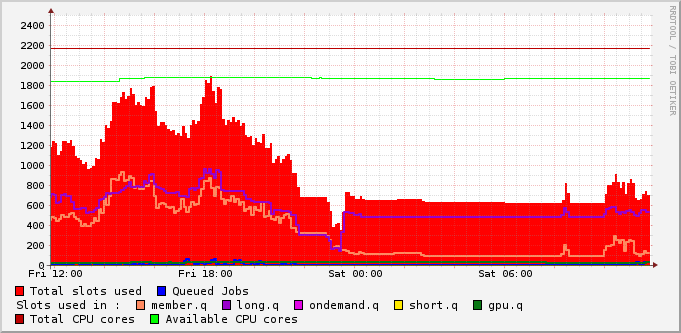 2400
2200
2000
1800
1600
1400
1200
1000
800
600
400
200
0
Fri 12:00 Fri 18:00 Sat 00:00 Sat 06:00
Total slots used Queued Jobs
Slots used in : member.q long.q ondemand.q short.q gpu.q
Total CPU cores Available CPU cores
RRDTOOL / TOBI OETIKER